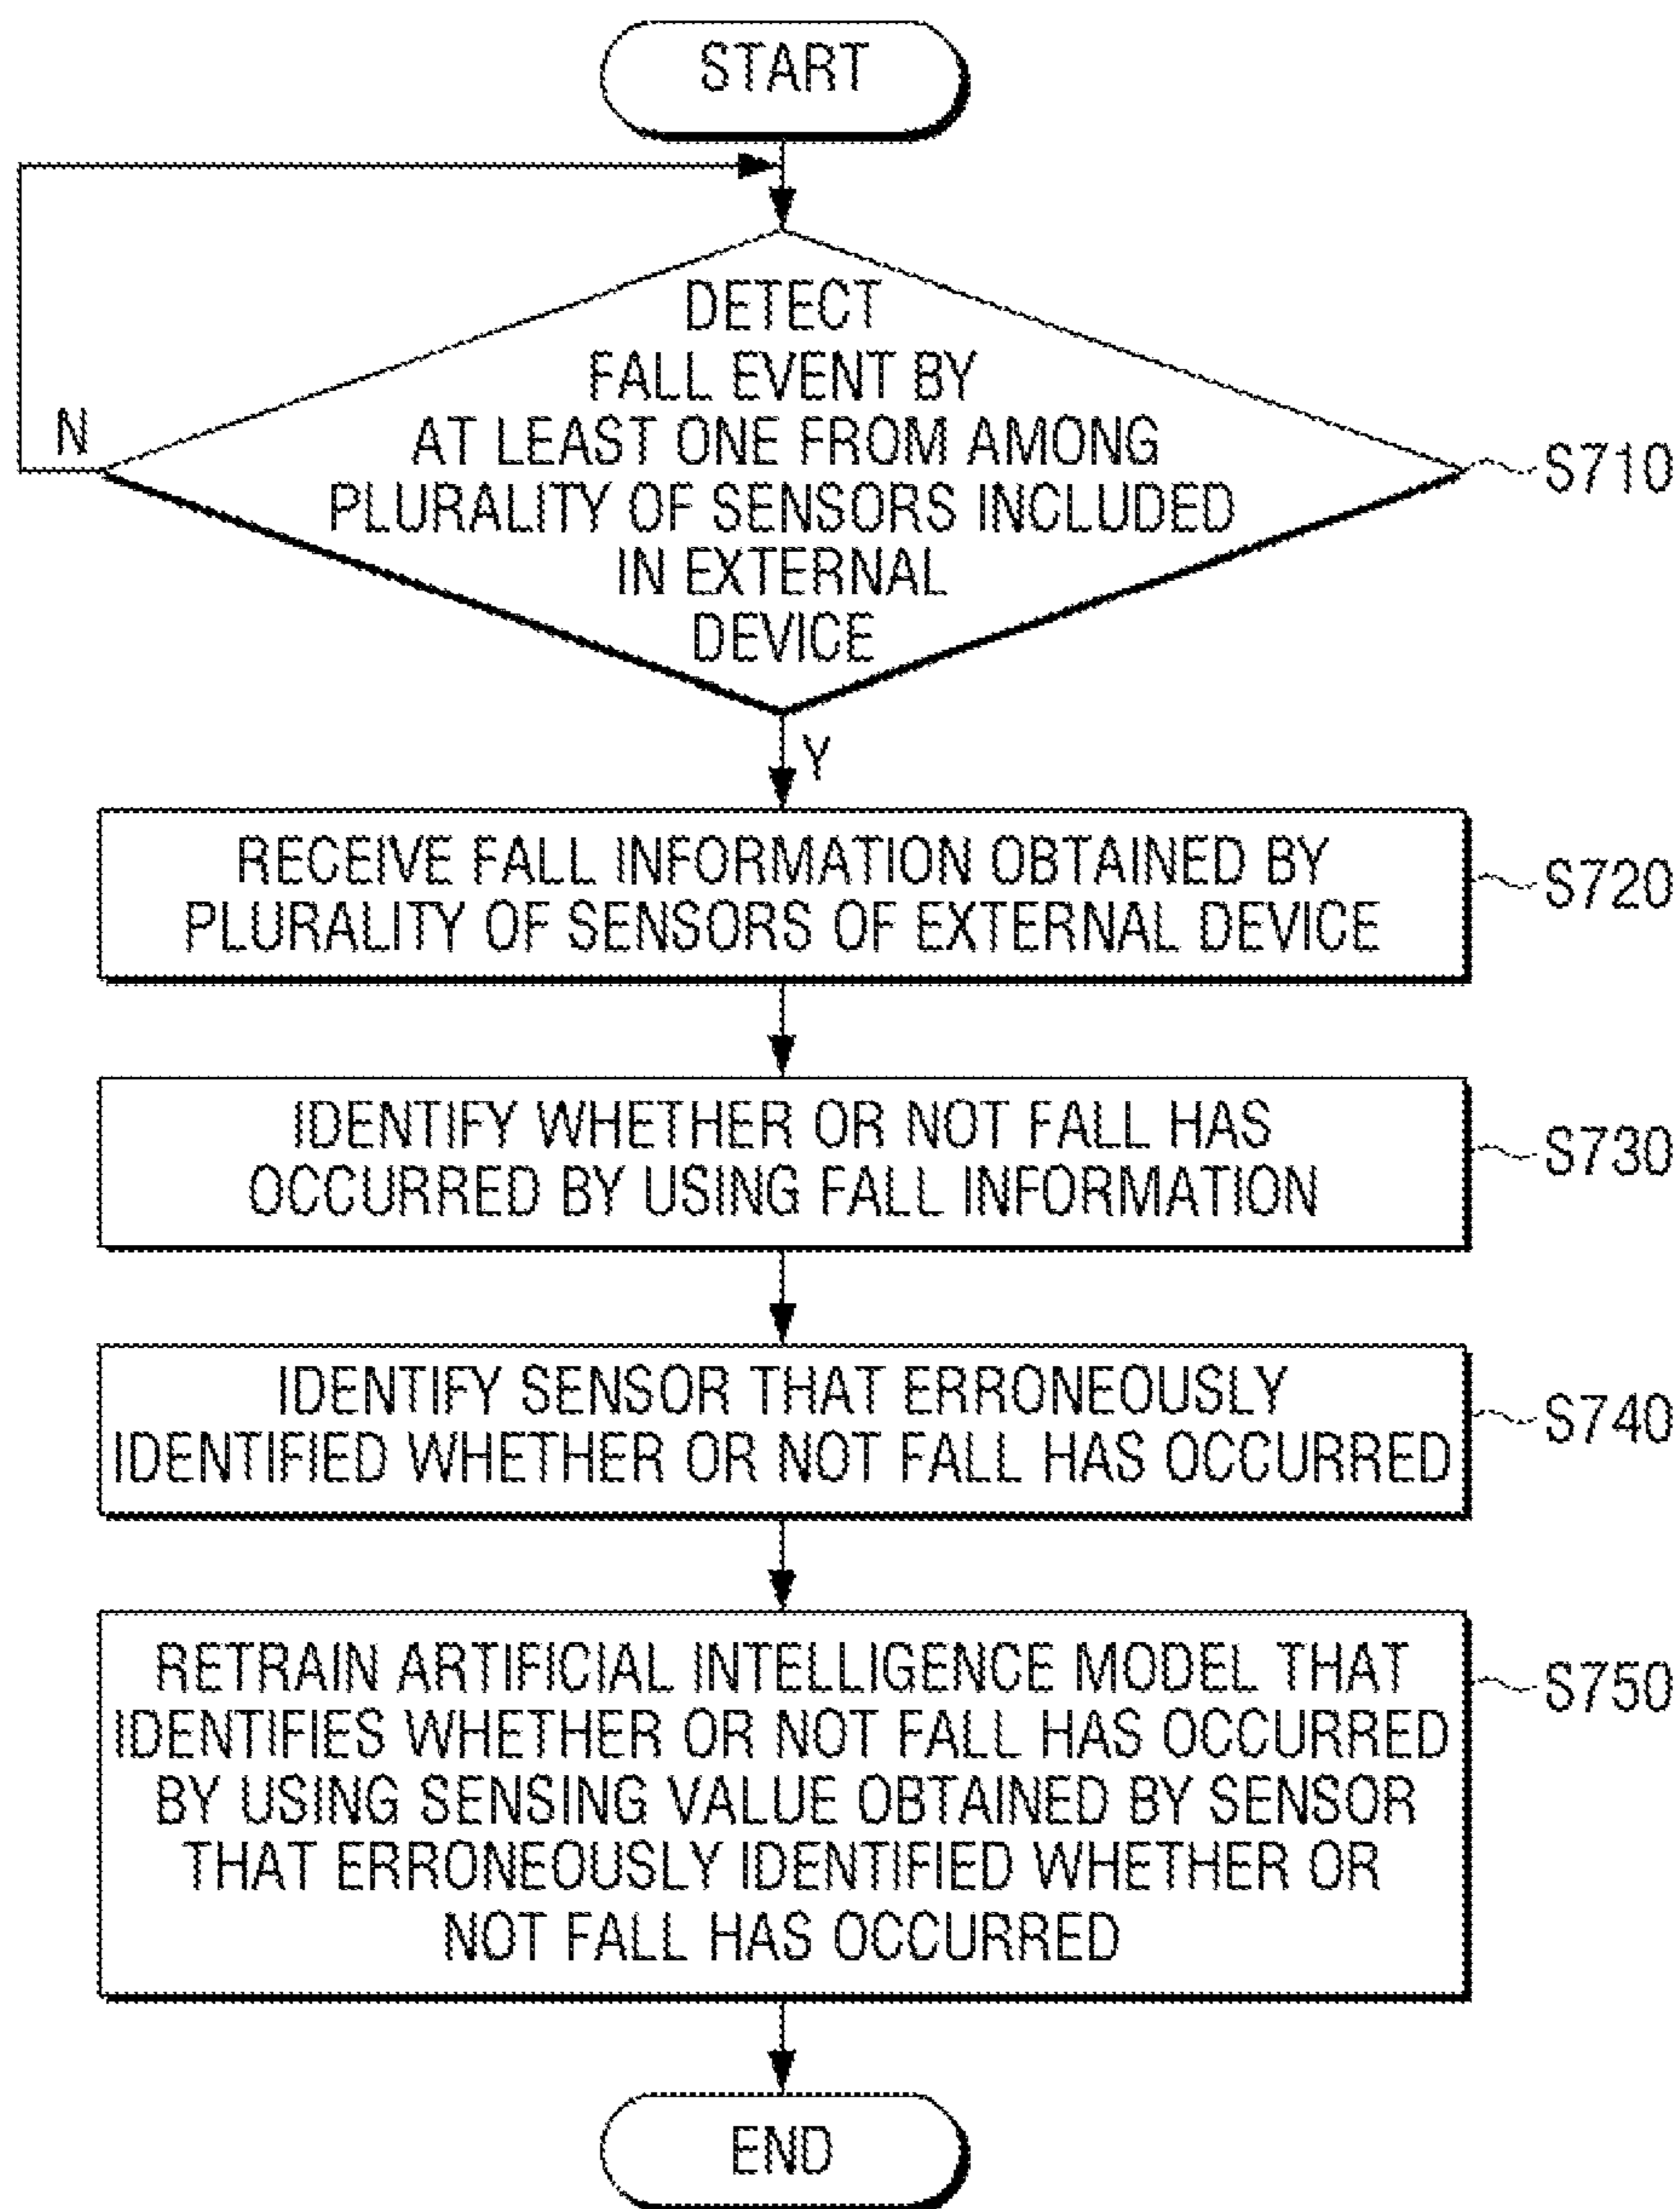 START
DETECT
FALL EVENT BY
AT LEAST ONE FROM AMONG
PLURALITY OF SENSORS INCLUDED
IN EXTERNAL
DEVICE
N
S710
Y
RECEIVE FALL INFORMATION OBTAINED BY
PLURALITY OF SENSORS OF EXTERNAL DEVICE
S720
IDENTIFY WHETHER OR NOT FALL HAS
OCCURRED BY USING FALL INFORMATION
S730
IDENTIFY SENSOR THAT ERRONEOUSLY
IDENTIFIED WHETHER OR NOT FALL HAS OCCURRED
S740
RETRAIN ARTIFICIAL INTELLIGENCE MODEL THAT
IDENTIFIES WHETHER OR NOT FALL HAS OCCURRED
BY USING SENSING VALUE OBTAINED BY SENSOR
THAT ERRONEOUSLY IDENTIFIED WHETHER OR
NOT FALL HAS OCCURRED
S750
END